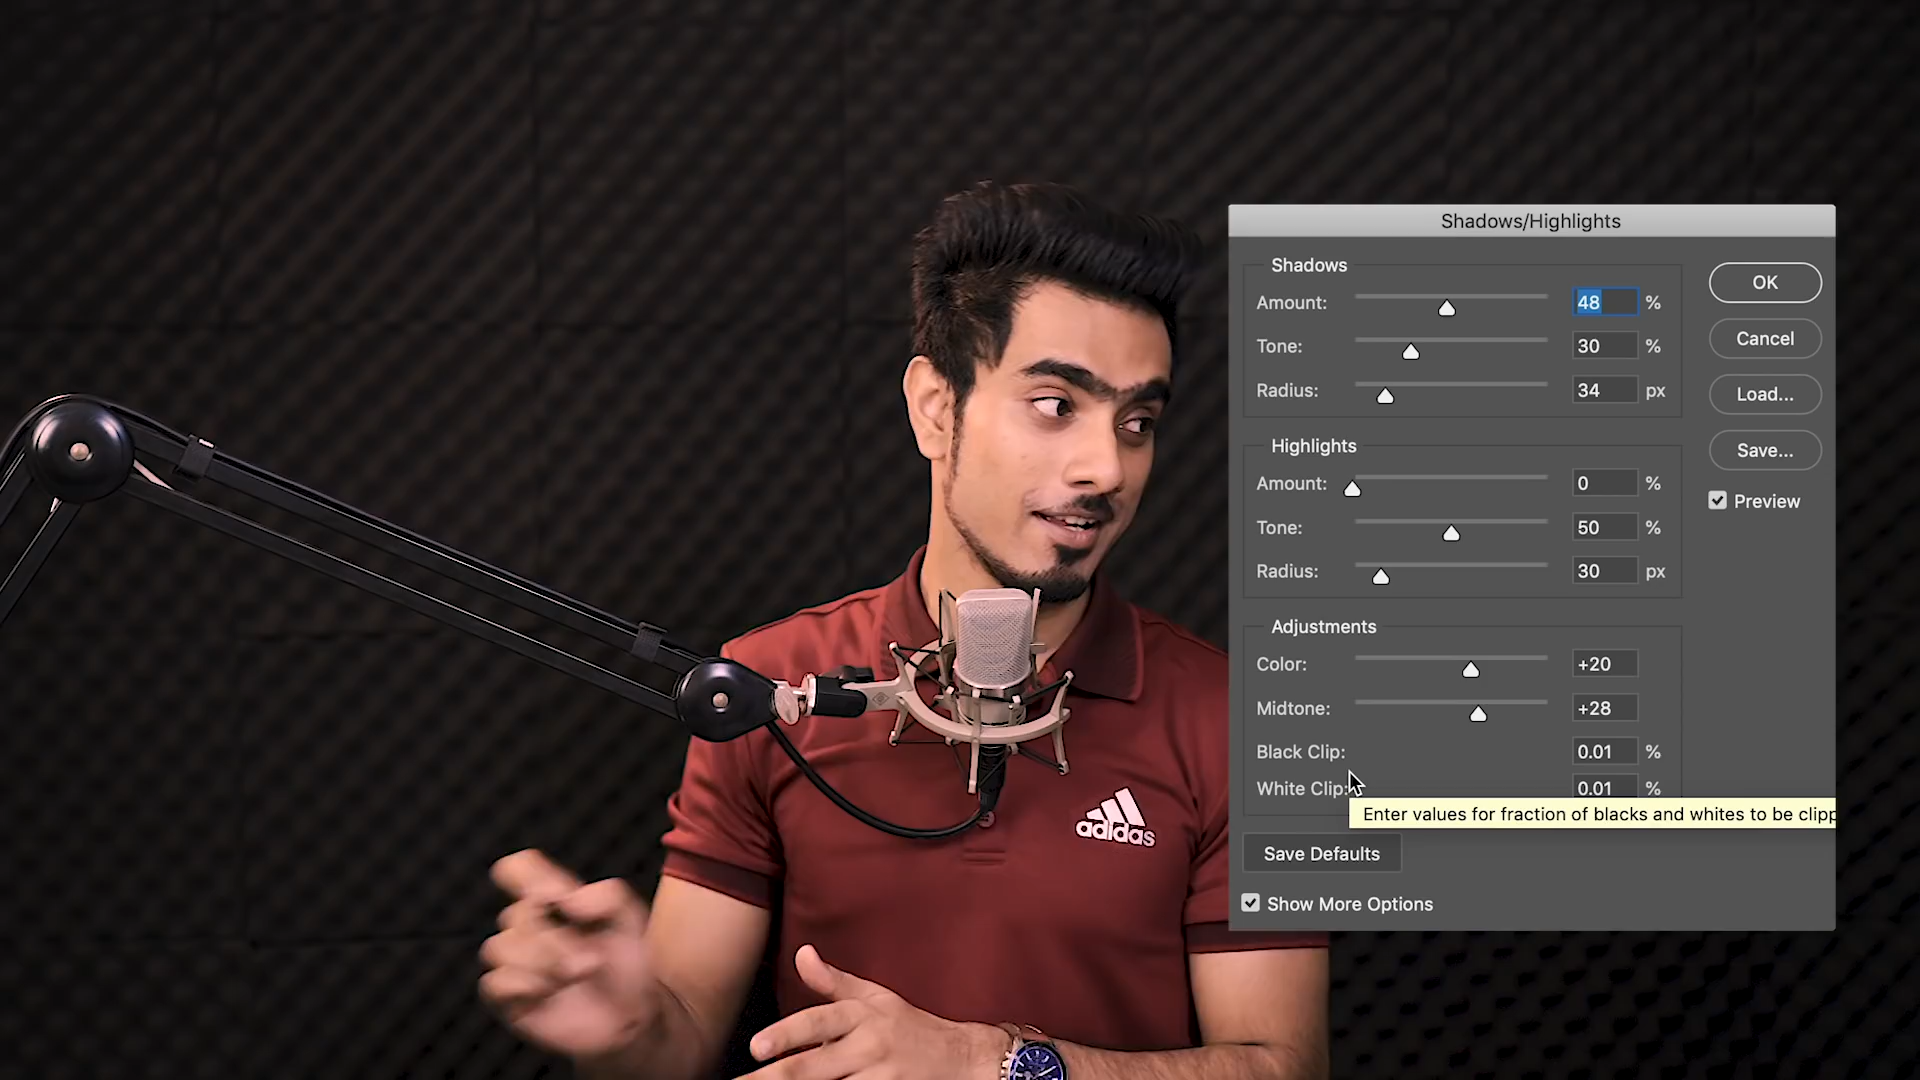 Shadows/Highlights
Shadows
Amount: 48 %
Tone: 30 %
Radius: 34 px
Highlights
Amount: 0 %
Tone: 50 %
Radius: 30 px
Adjustments
Color: +20
Midtone: +28
Black Clip: 0.01 %
White Clip: 0.01 %
Enter values for fraction of blacks and whites to be clipp
Save Defaults
Show More Options
OK
Cancel
Load...
Save...
Preview
adidas